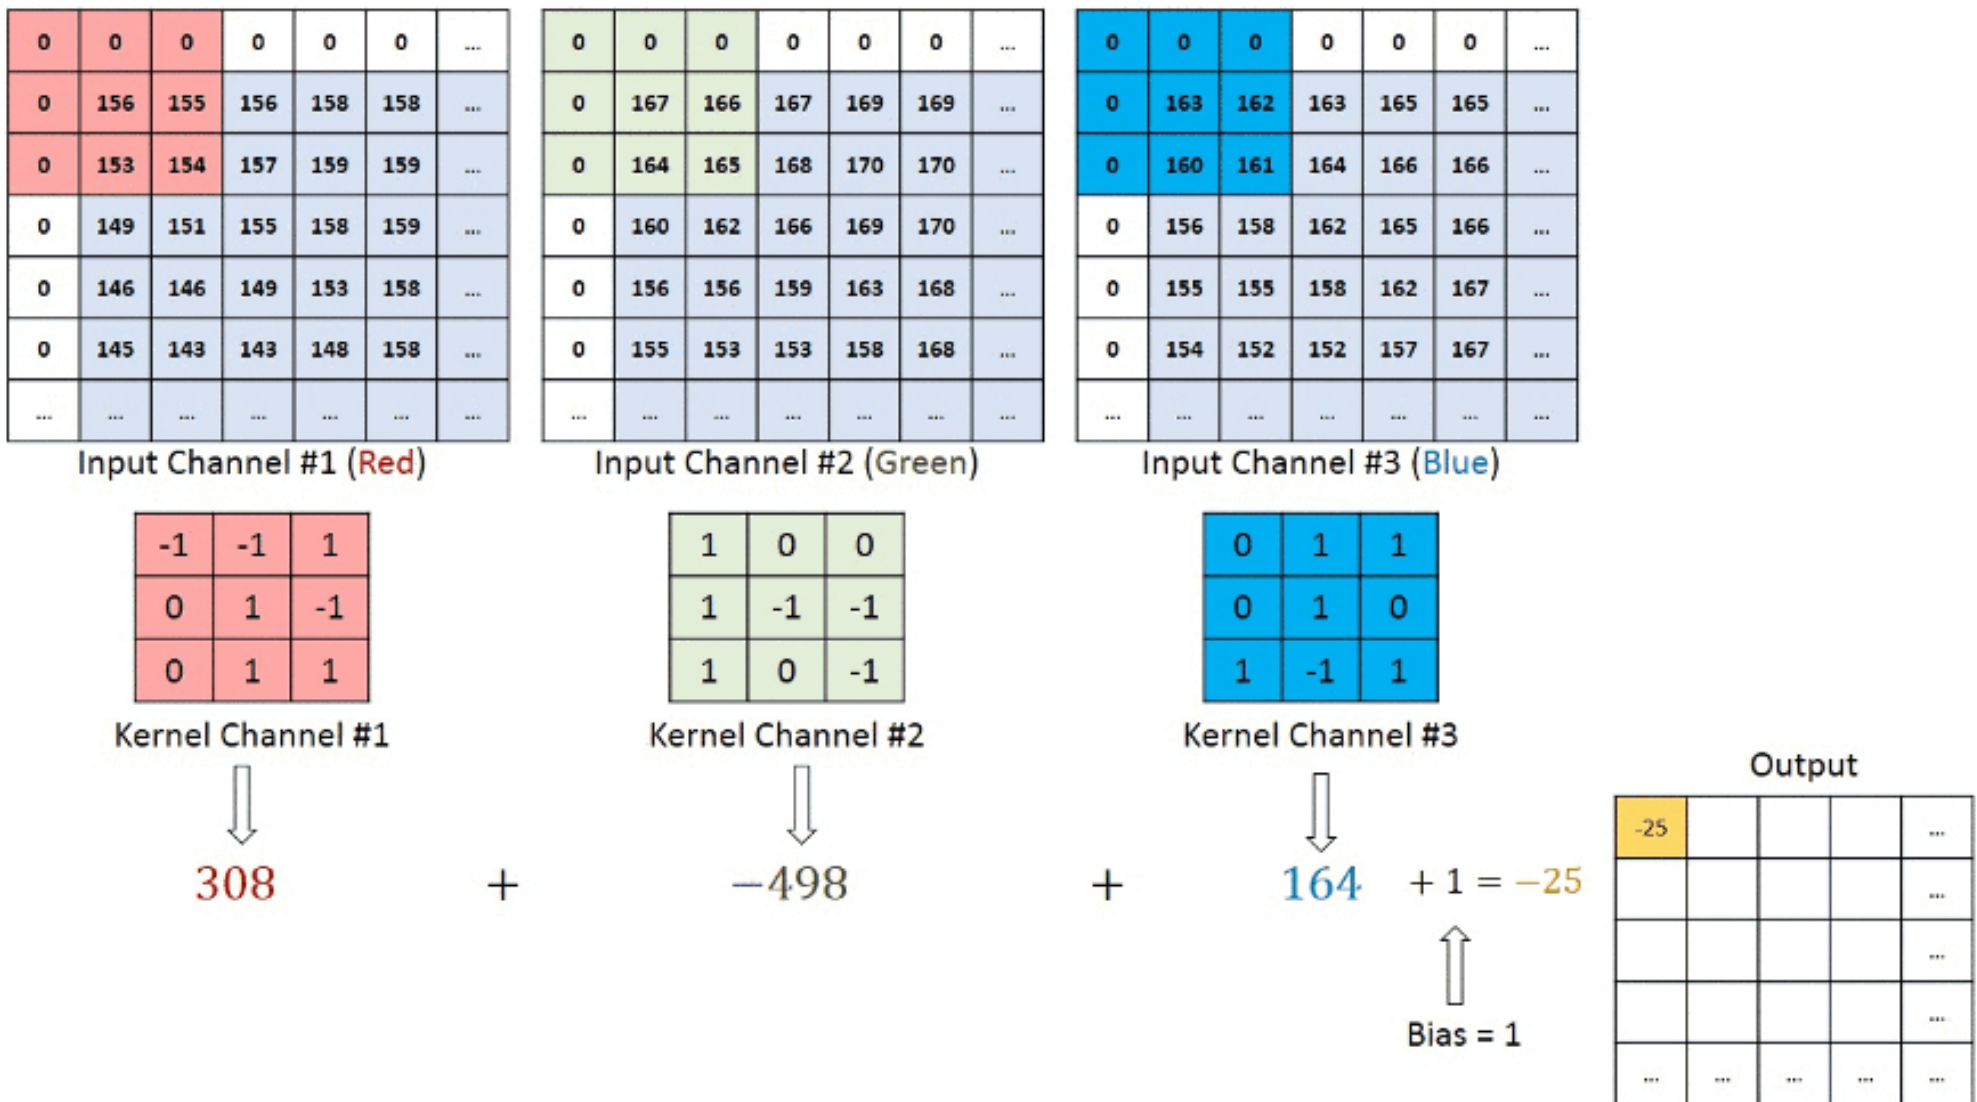 0 0 0 0 0 0 ... 0 0 0 0 0 0 ... 0 0 0 0 0 0 ...
0 156 155 156 158 158 ... 0 167 166 167 169 169 ... 0 163 162 163 165 165 ...
0 153 154 157 159 159 ... 0 164 165 168 170 170 ... 0 160 161 164 166 166 ...
0 149 151 155 158 159 ... 0 160 162 166 169 170 ... 0 156 158 162 165 166 ...
0 146 146 149 153 158 ... 0 156 156 159 163 168 ... 0 155 155 158 162 167 ...
0 145 143 143 148 158 ... 0 155 153 153 158 168 ... 0 154 152 152 157 167 ...
... ... ... ... ... ... ... ... ... ... ... ... ... ... ... ... ... ... ... ... ...
Input Channel #1 (Red) Input Channel #2 (Green) Input Channel #3 (Blue)
-1 -1 1 1 0 0 0 1 1
0 1 -1 1 -1 -1 0 1 0
0 1 1 1 0 -1 1 -1 1
Kernel Channel #1 Kernel Channel #2 Kernel Channel #3
308 + −498 + 164 + 1 = −25
Bias = 1
Output
-25 ...
...
...
...
... ... ... ... ...